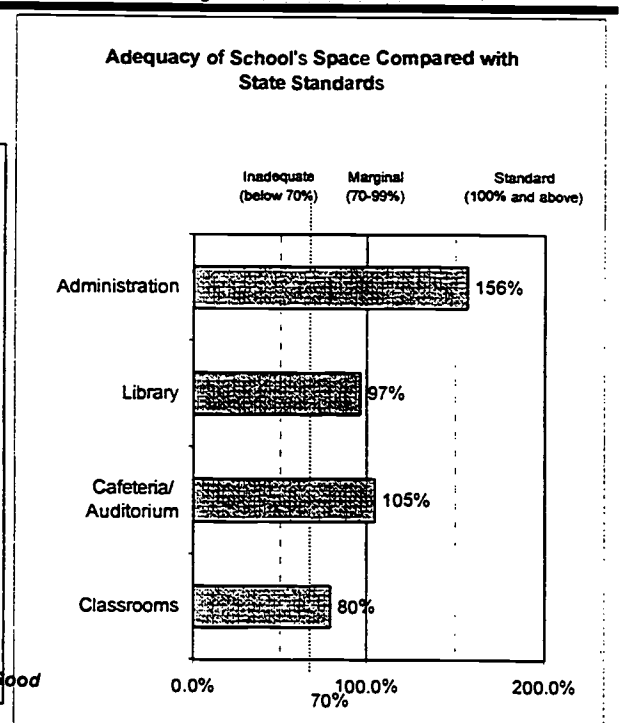 Adequacy of School's Space Compared with
State Standards
Inadequate Marginal Standard
(below 70%) (70-99%) (100% and above)
Administration 156%
Library 97%
Cafeteria/
Auditorium 105%
Classrooms 80%
ood
0.0% 70% 100.0% 200.0%